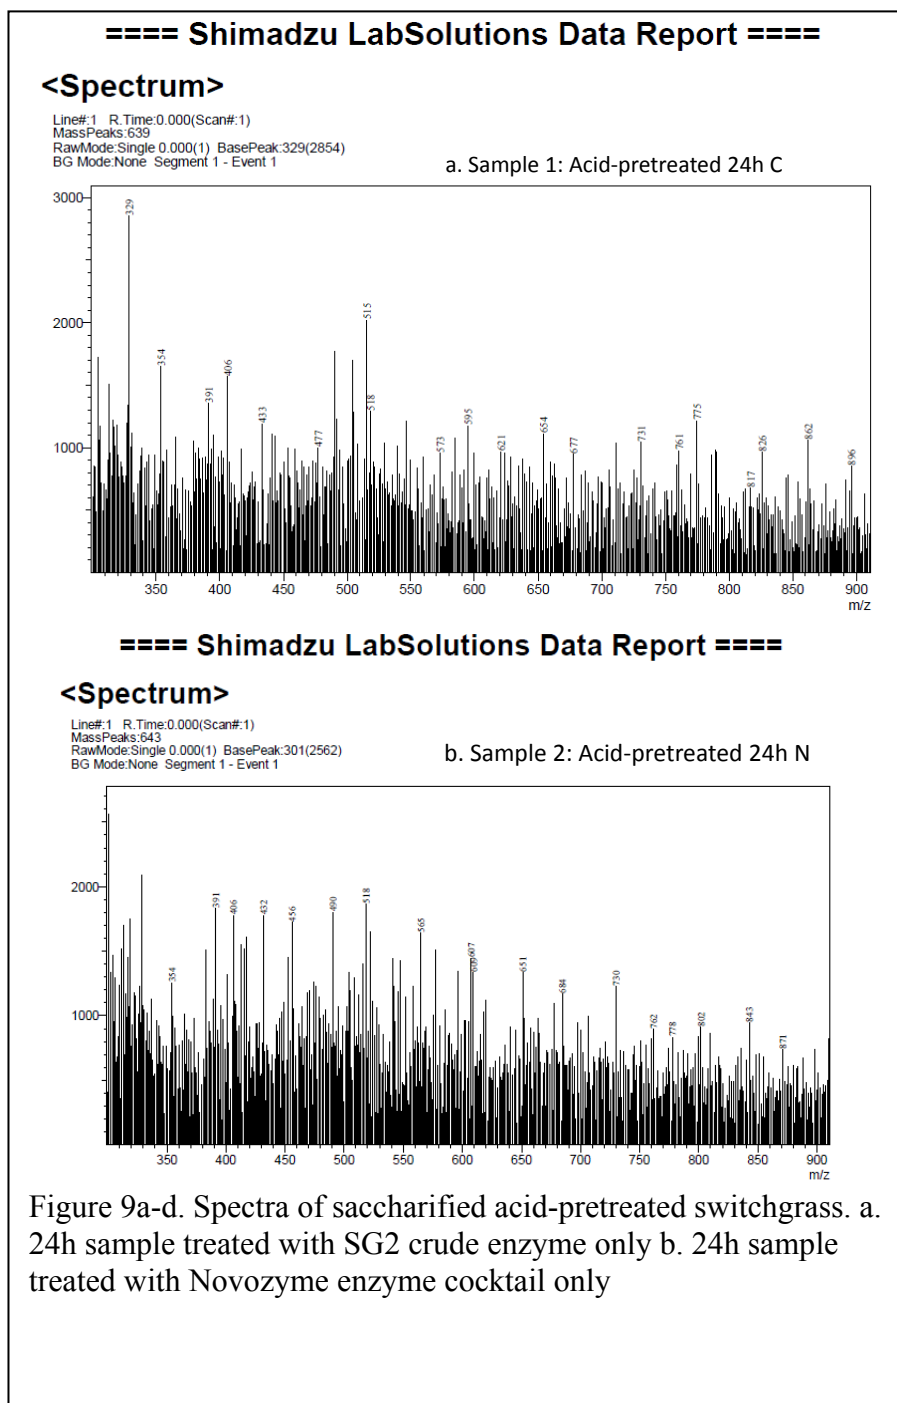 ==== Shimadzu LabSolutions Data Report ====
<Spectrum>
Line#:1 R.Time:0.000(Scan#:1)
MassPeaks:639
RawMode:Single 0.000(1) BasePeak:329(2854)
BG Mode:None Segment 1 - Event 1
a. Sample 1: Acid-pretreated 24h C
3000
2000
1000
329
354
391
406
433
477
515
518
573
595
621
654
677
731
761
775
817
826
862
896
350 400 450 500 550 600 650 700 750 800 850 900
m/z
==== Shimadzu LabSolutions Data Report ====
<Spectrum>
Line#:1 R.Time:0.000(Scan#:1)
MassPeaks:643
RawMode:Single 0.000(1) BasePeak:301(2562)
BG Mode:None Segment 1 - Event 1
b. Sample 2: Acid-pretreated 24h N
2000
1000
354
391
406
432
456
490
518
565
607
609
651
684
730
762
778
802
843
871
350 400 450 500 550 600 650 700 750 800 850 900
m/z
Figure 9a-d. Spectra of saccharified acid-pretreated switchgrass. a.
24h sample treated with SG2 crude enzyme only b. 24h sample
treated with Novozyme enzyme cocktail only